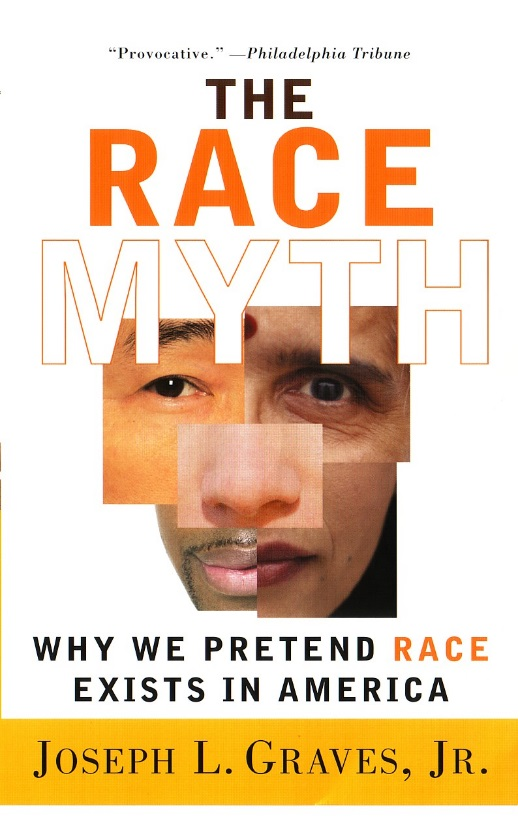 “Provocative.” —Philadelphia Tribune
THE
RACE
MYTH
WHY WE PRETEND RACE
EXISTS IN AMERICA
JOSEPH L. GRAVES, JR.